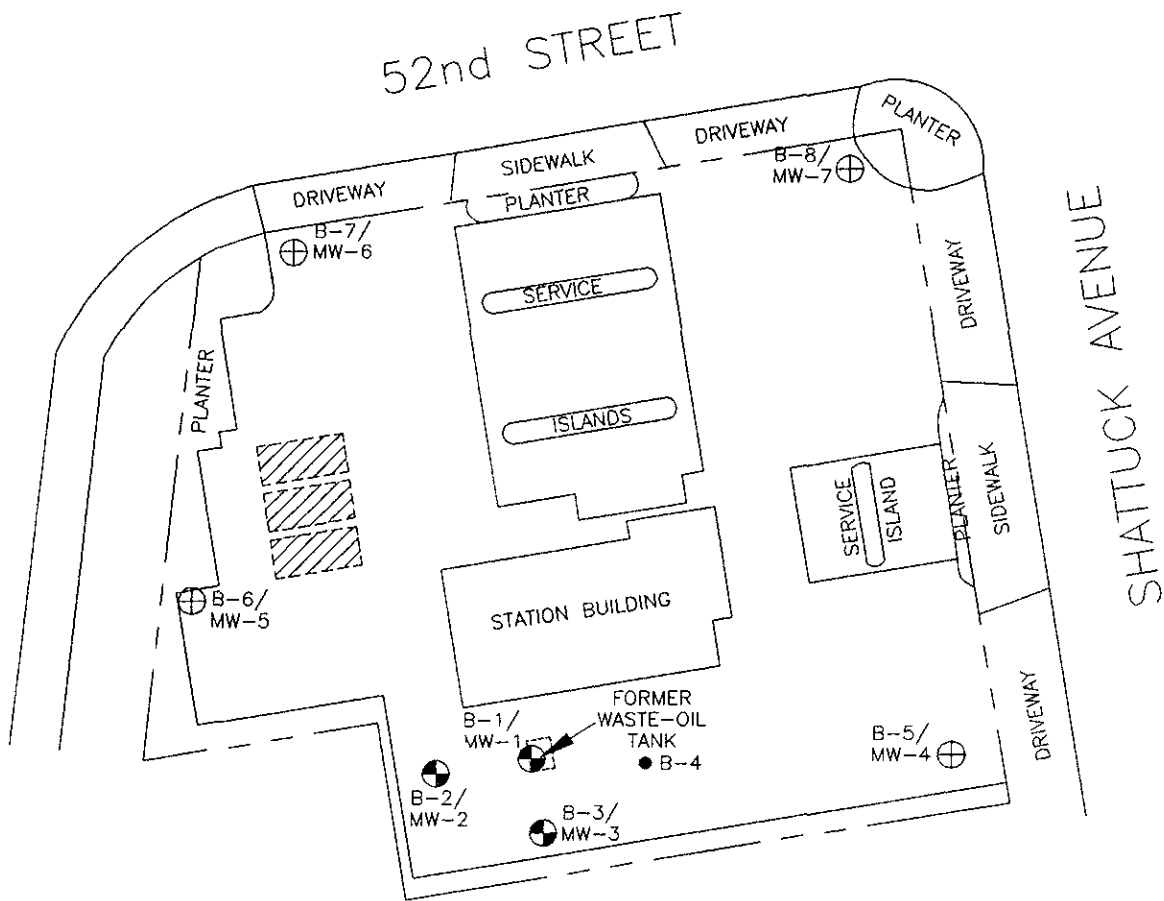 52nd STREET
PLANTER
DRIVEWAY
SIDEWALK
DRIVEWAY
B-8/
MW-7
PLANTER
B-7/
MW-6
SERVICE
ISLANDS
PLANTER
DRIVEWAY
SHATTUCK AVENUE
SERVICE
ISLAND
PLANTER
SIDEWALK
B-6/
MW-5
STATION BUILDING
FORMER
WASTE-OIL
TANK
B-1/
MW-1
B-4
B-5/
MW-4
DRIVEWAY
B-2/
MW-2
B-3/
MW-3